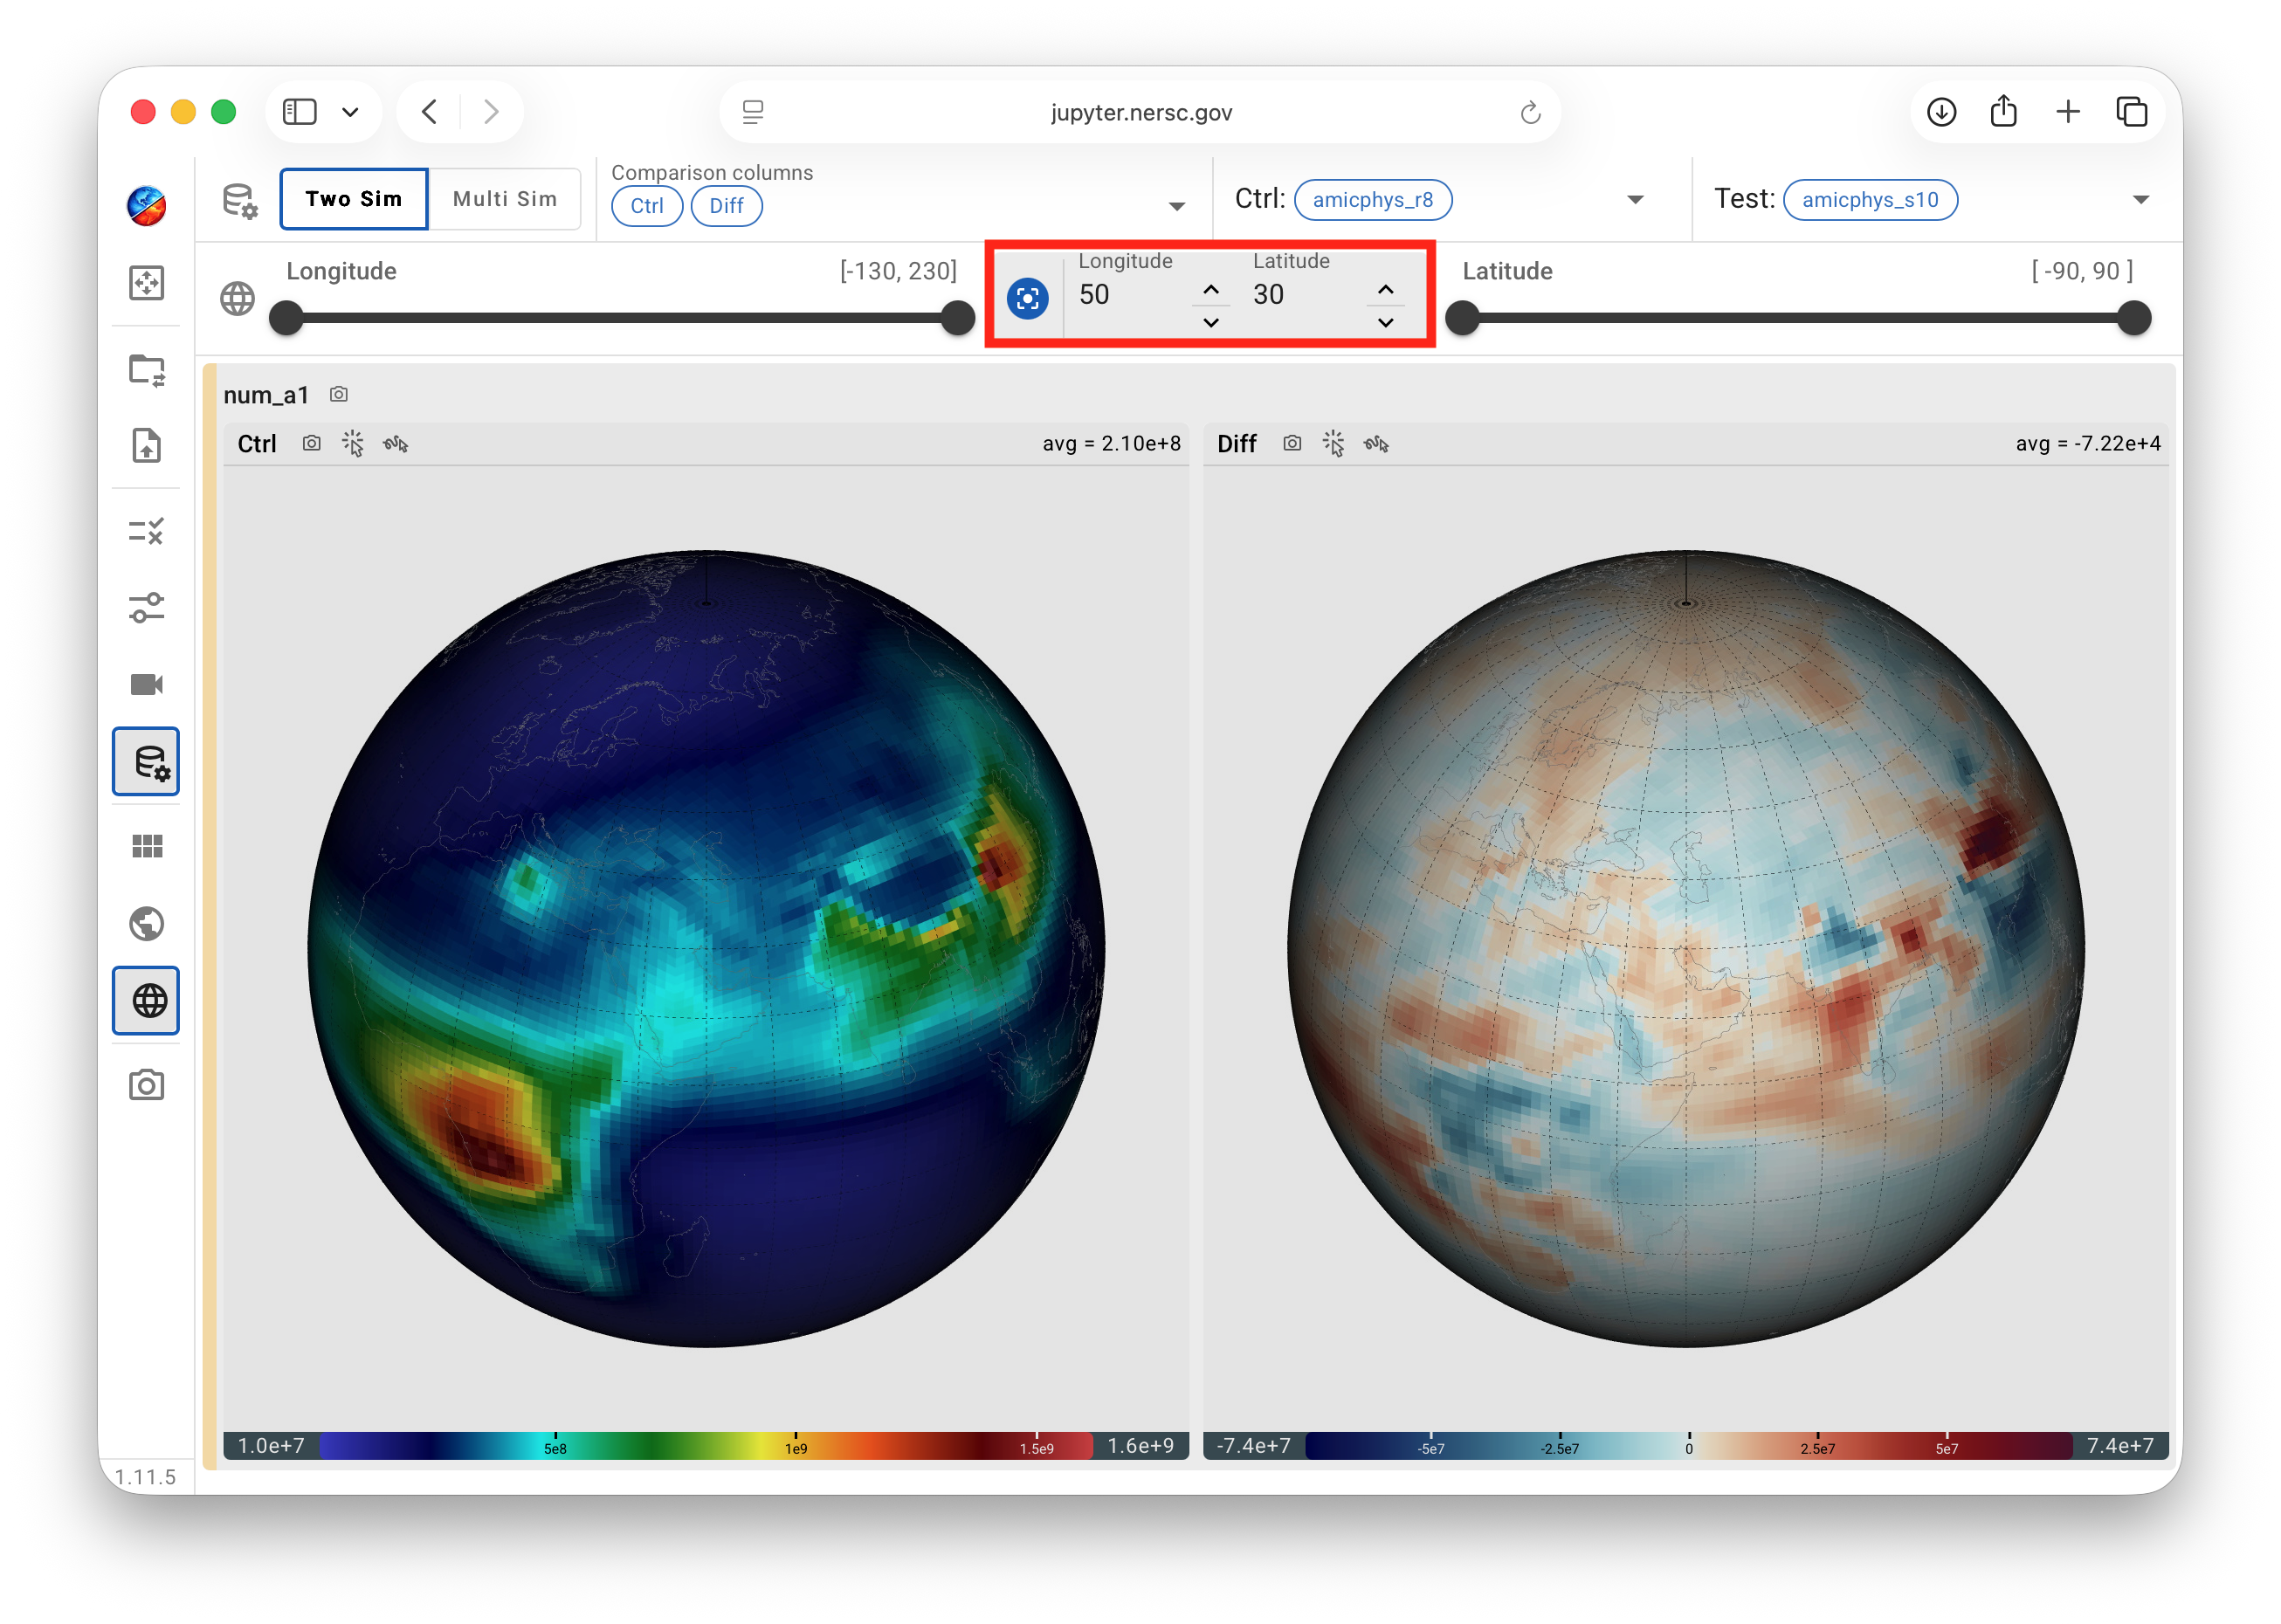 jupyter.nersc.gov
Two Sim
Multi Sim
Comparison columns
Ctrl
Diff
Ctrl: amicphys_r8
Test: amicphys_s10
Longitude
[-130, 230]
Longitude
50
Latitude
30
Latitude
[ -90, 90 ]
num_a1
Ctrl
avg = 2.10e+8
Diff
avg = -7.22e+4
1.0e+7
5e8
1e9
1.5e9
1.6e+9
-7.4e+7
-5e7
-2.5e7
0
2.5e7
5e7
7.4e+7
1.11.5